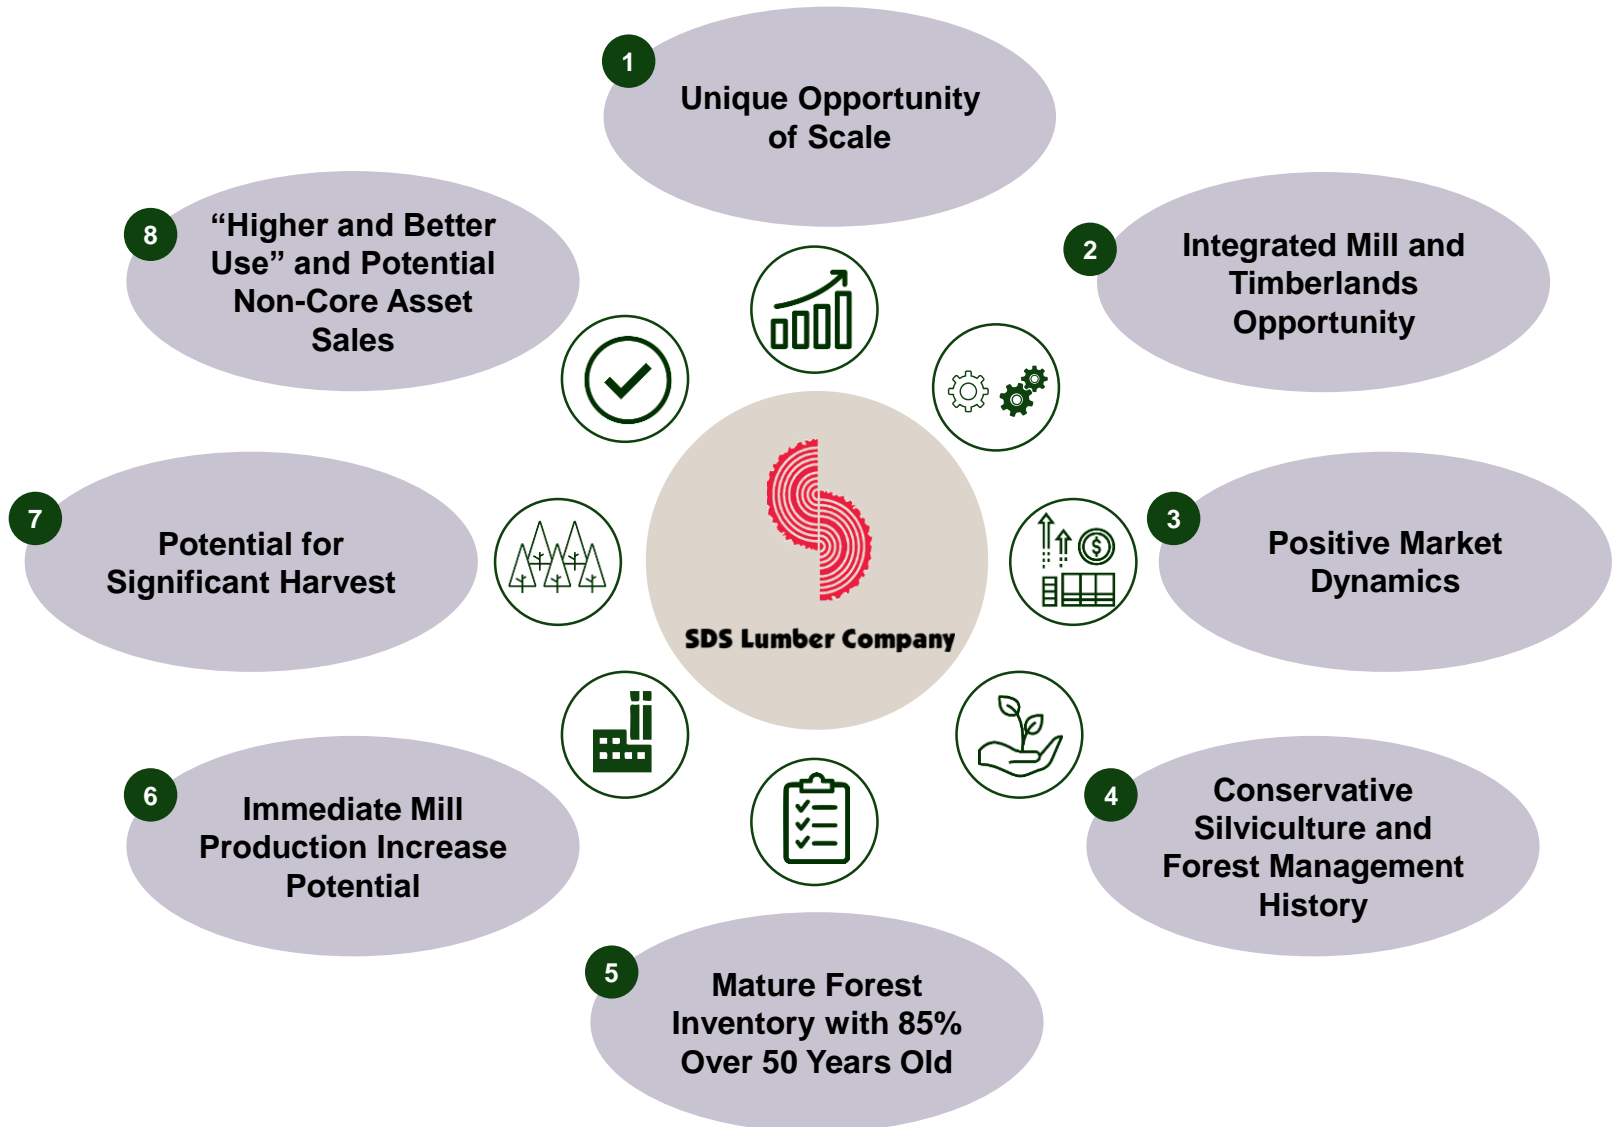 1
Unique Opportunity
of Scale
2
Integrated Mill and
Timberlands
Opportunity
3
Positive Market
Dynamics
4
Conservative
Silviculture and
Forest Management
History
5
Mature Forest
Inventory with 85%
Over 50 Years Old
6
Immediate Mill
Production Increase
Potential
7
Potential for
Significant Harvest
8
“Higher and Better
Use” and Potential
Non-Core Asset
Sales
$
SDS Lumber Company